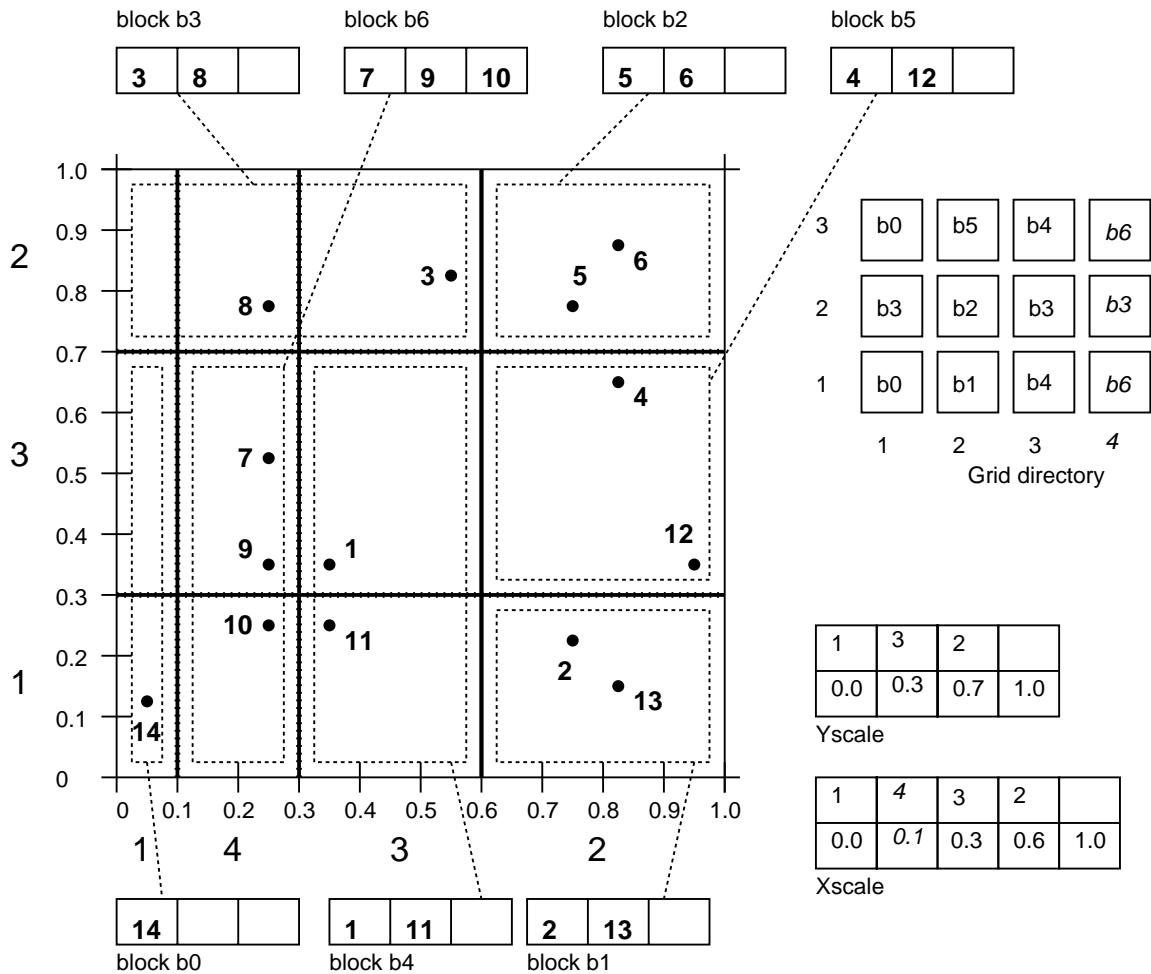 block b3
block b6
block b2
block b5
3 8
7 9 10
5 6
4 12
1.0
0.9
0.8
0.7
0.6
0.5
0.4
0.3
0.2
0.1
0
2
3
1
8
3
5
6
4
7
9
1
12
10
11
2
13
14
0 0.1 0.2 0.3 0.4 0.5 0.6 0.7 0.8 0.9 1.0
1 4 3 2
3 b0 b5 b4 b6
2 b3 b2 b3 b3
1 b0 b1 b4 b6
1 2 3 4
Grid directory
1 3 2
0.0 0.3 0.7 1.0
Yscale
1 4 3 2
0.0 0.1 0.3 0.6 1.0
Xscale
14
1 11
2 13
block b0
block b4
block b1